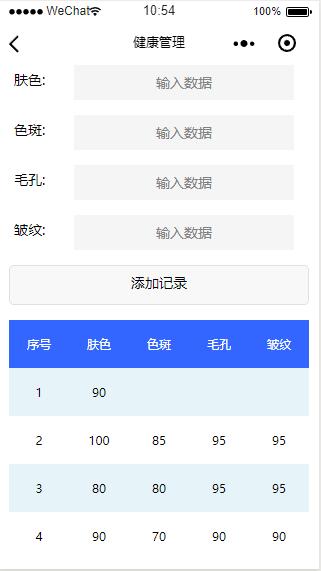 WeChat 10:54 100%
健康管理
肤色: 输入数据
色斑: 输入数据
毛孔: 输入数据
皱纹: 输入数据
添加记录
序号 肤色 色斑 毛孔 皱纹
1 90
2 100 85 95 95
3 80 80 95 95
4 90 70 90 90